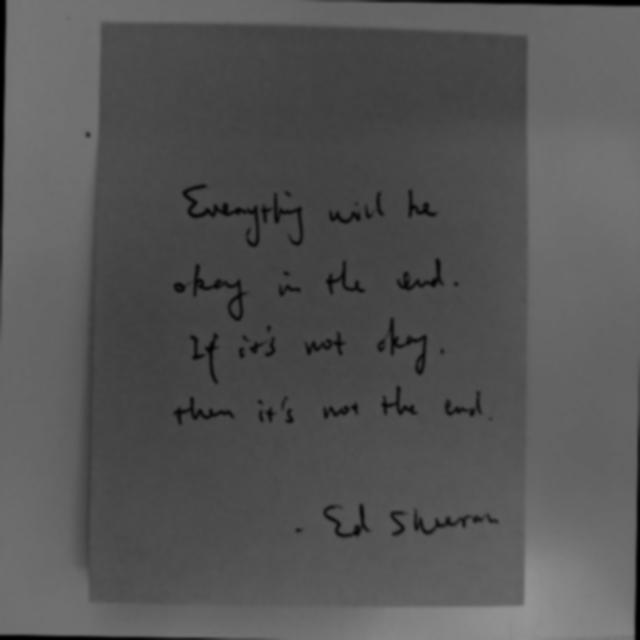 Everything will be
okay in the end.
If it's not okay.
then it's not the end.
- Ed Sheeran